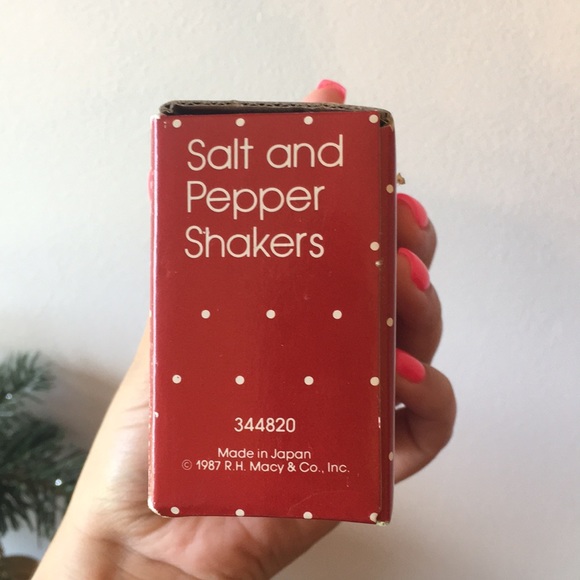 Salt and
Pepper
Shakers
344820
Made in Japan
© 1987 R.H. Macy & Co., Inc.